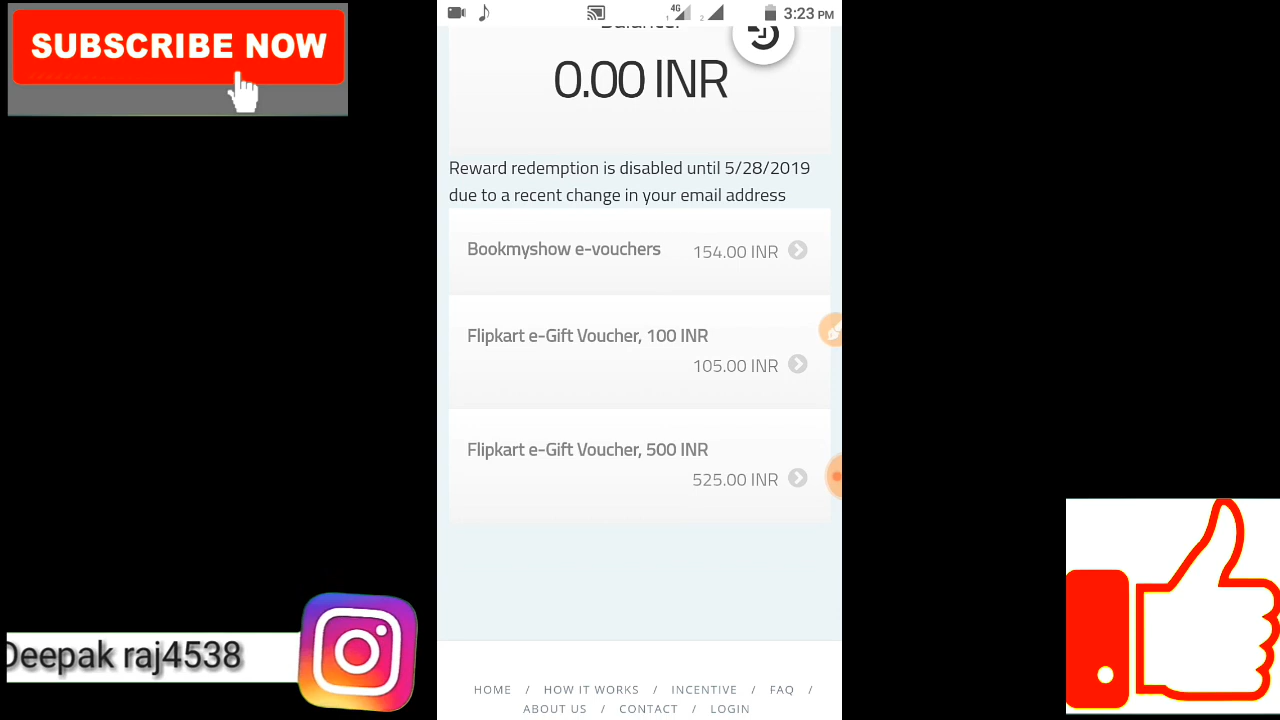 SUBSCRIBE NOW
4G
1
2
3:23 PM
0.00 INR
Reward redemption is disabled until 5/28/2019
due to a recent change in your email address
Bookmyshow e-vouchers 154.00 INR
Flipkart e-Gift Voucher, 100 INR
105.00 INR
Flipkart e-Gift Voucher, 500 INR
525.00 INR
Deepak raj4538
HOME / HOW IT WORKS / INCENTIVE / FAQ /
ABOUT US / CONTACT / LOGIN